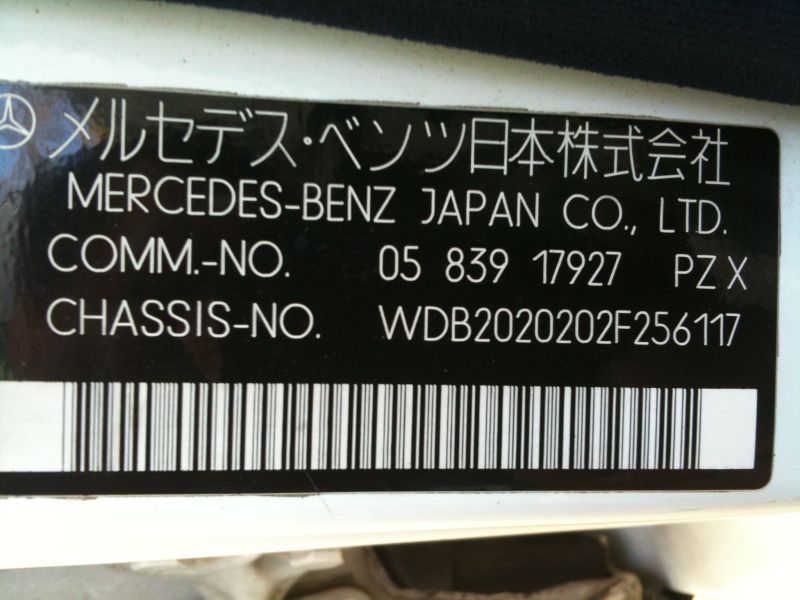 メルセデス・ベンツ日本株式会社
MERCEDES-BENZ JAPAN CO., LTD.
COMM.-NO. 05 839 17927 PZ X
CHASSIS-NO. WDB2020202F256117